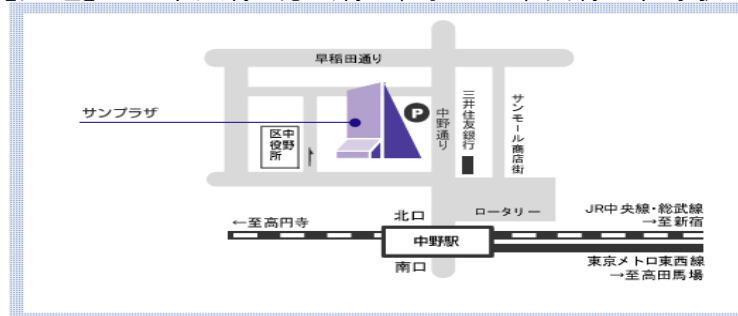 早稲田通り
サンプラザ
P
中野通り
三井住友銀行
サンモール商店街
中野
区役所
北口
ロータリー
JR中央線・総武線
→至新宿
←至高円寺
中野駅
南口
東京メトロ東西線
→至高田馬場